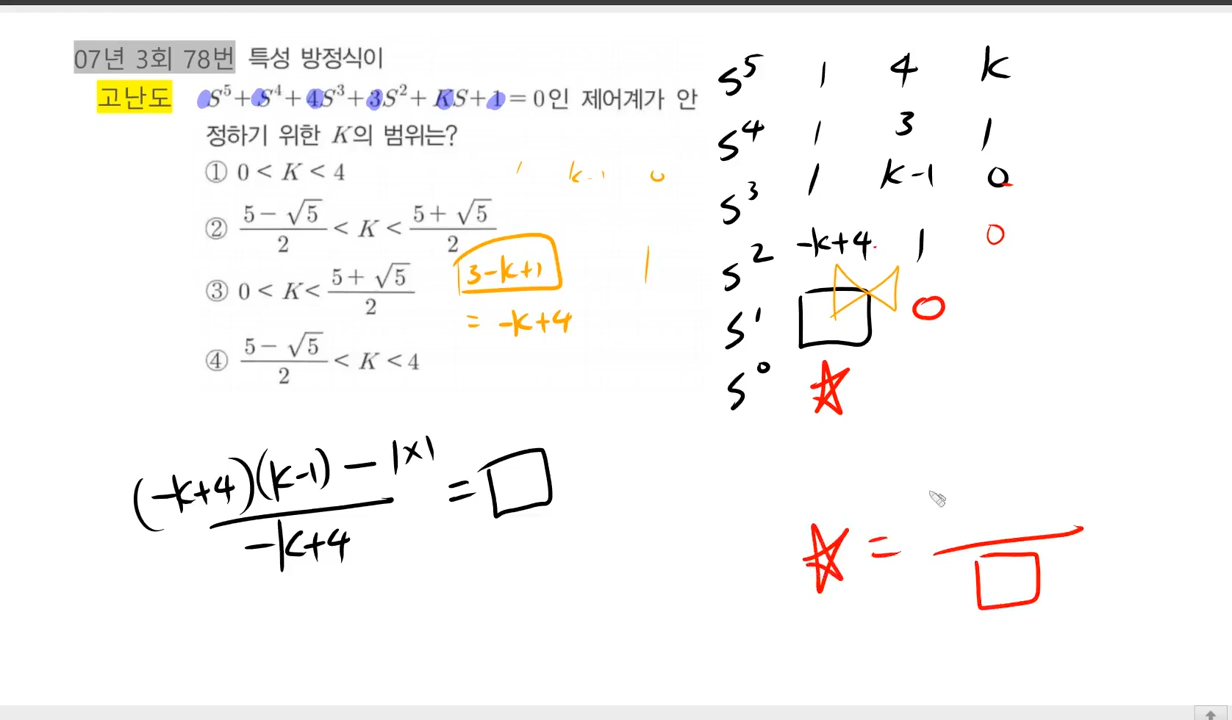 07년 3회 78번 특성 방정식이
고난도 S⁵+S⁴+4S³+3S²+KS+1=0인 제어계가 안
정하기 위한 K의 범위는?
① 0 < K < 4
② (5-√5)/2 < K < (5+√5)/2
③ 0 < K < (5+√5)/2
④ (5-√5)/2 < K < 4
1 k-1 0
3-k+1 1
= -k+4
S⁵ 1 4 k
S⁴ 1 3 1
S³ 1 k-1 0
S² -k+4 1 0
S¹ □ 0
S⁰ ☆
((-k+4)(k-1) - 1×1)/(-k+4) = □
☆ = /□